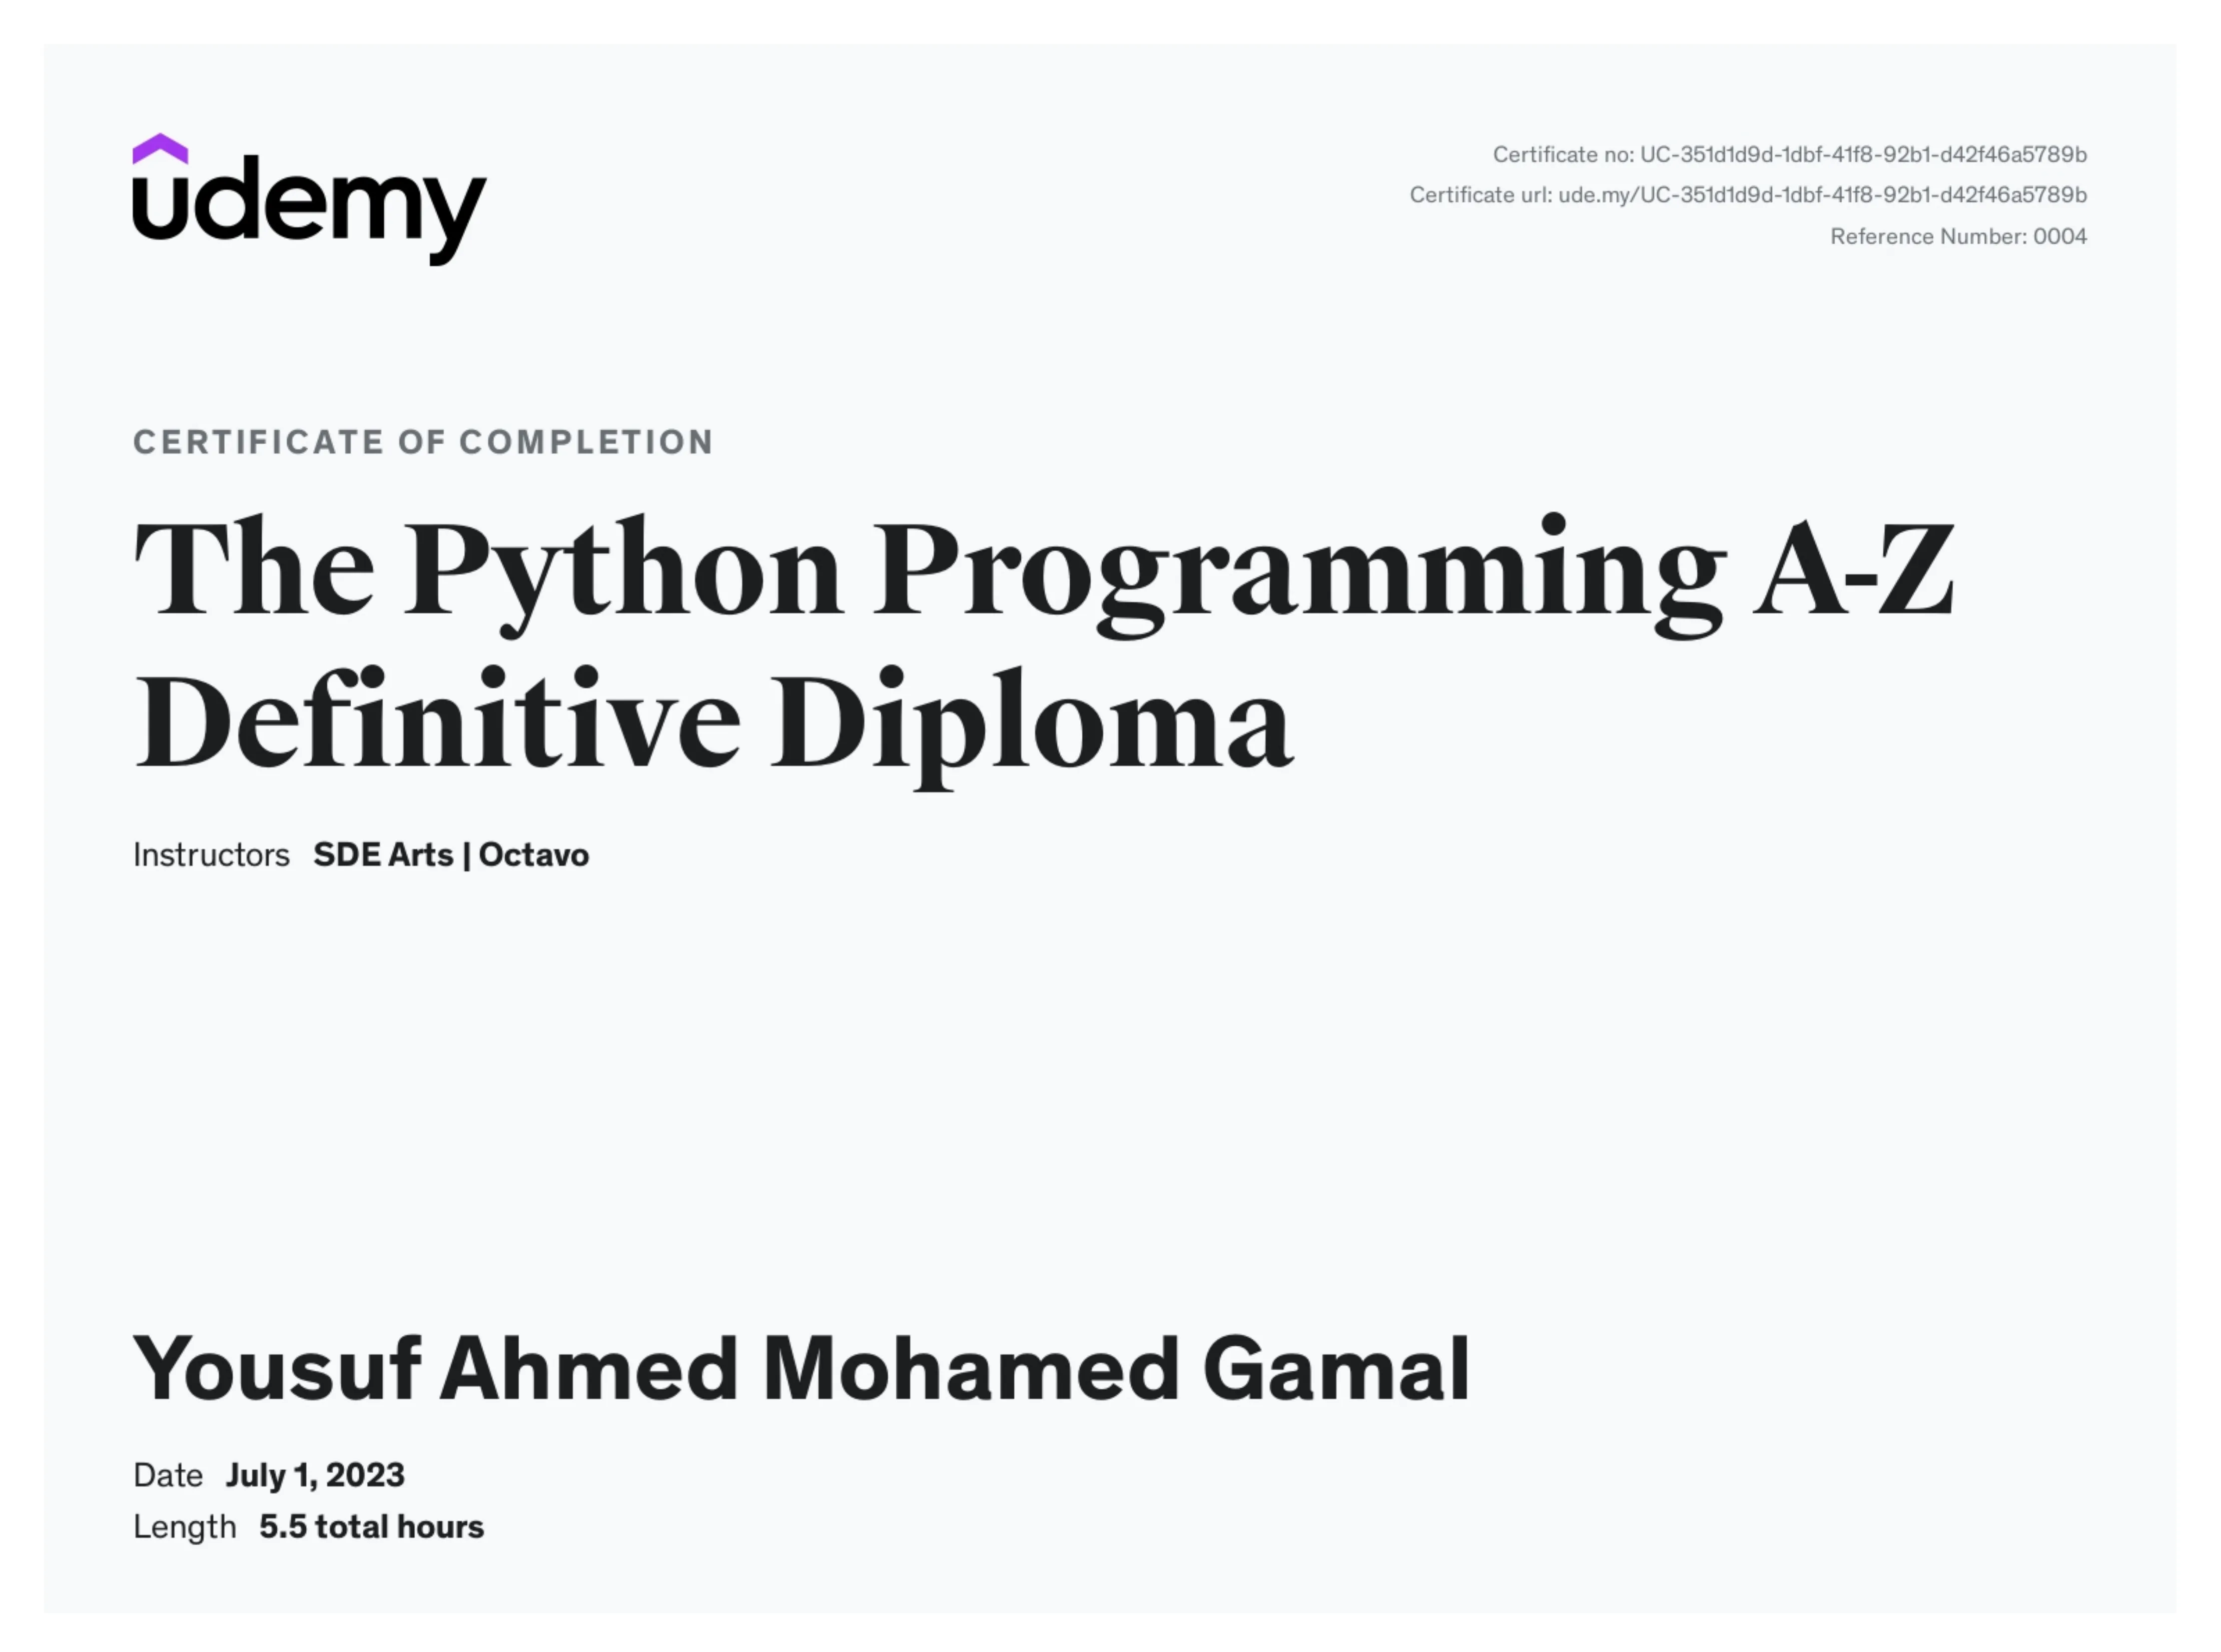 udemy
Certificate no: UC-351d1d9d-1dbf-41f8-92b1-d42f46a5789b
Certificate url: ude.my/UC-351d1d9d-1dbf-41f8-92b1-d42f46a5789b
Reference Number: 0004
CERTIFICATE OF COMPLETION
The Python Programming A-Z
Definitive Diploma
Instructors SDE Arts | Octavo
Yousuf Ahmed Mohamed Gamal
Date July 1, 2023
Length 5.5 total hours